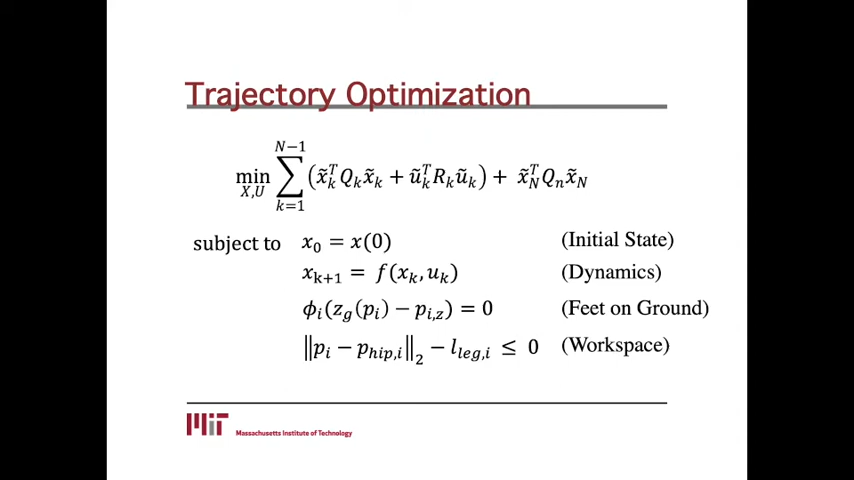 Trajectory Optimization
min_{X,U} ∑_{k=1}^{N−1} (x̃_k^T Q_k x̃_k + ũ_k^T R_k ũ_k) + x̃_N^T Q_n x̃_N
subject to x_0 = x(0) (Initial State)
x_{k+1} = f(x_k, u_k) (Dynamics)
ϕ_i(z_g(p_i) − p_{i,z}) = 0 (Feet on Ground)
‖p_i − p_{hip,i}‖_2 − l_{leg,i} ≤ 0 (Workspace)
MIT Massachusetts Institute of Technology